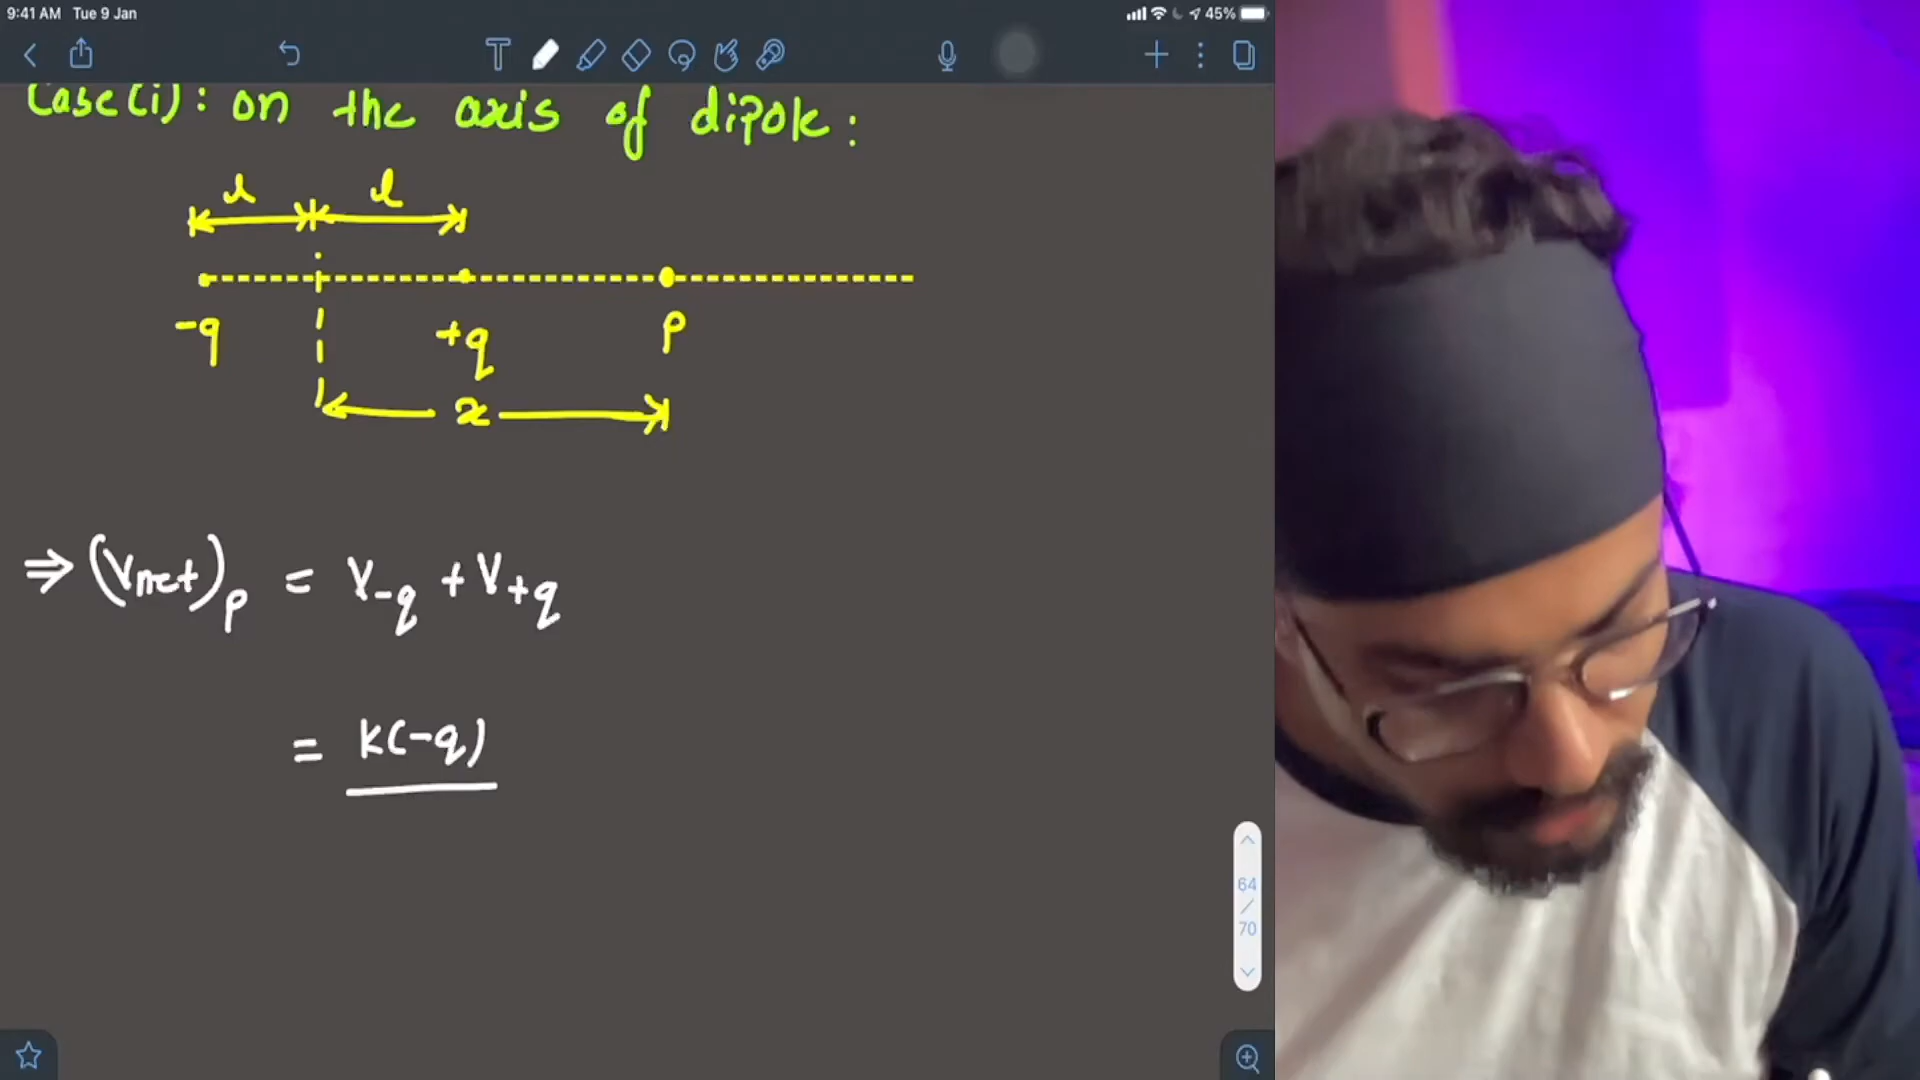 9:41 AM Tue 9 Jan
45%
Case(i): on the axis of dipole:
l l
-q +q P
x
⇒ (Vnet)p = V-q + V+q
= K(-q)
64
/
70